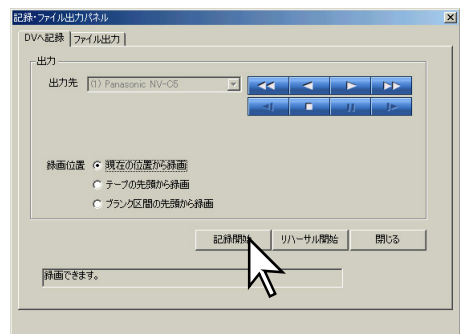 記録・ファイル出力パネル
DVへ記録 ファイル出力
出力
出力先 (1) Panasonic NV-C5
録画位置 現在の位置から録画
テープの先頭から録画
ブランク区間の先頭から録画
記録開始 リハーサル開始 閉じる
録画できます。